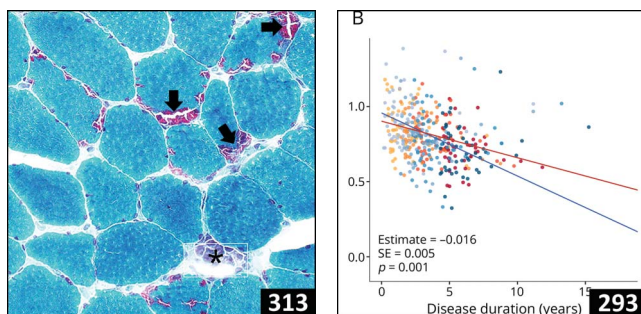 *
313
B
1.0
0.5
0.0
Estimate = –0.016
SE = 0.005
p = 0.001
0 5 10 15
Disease duration (years)
293